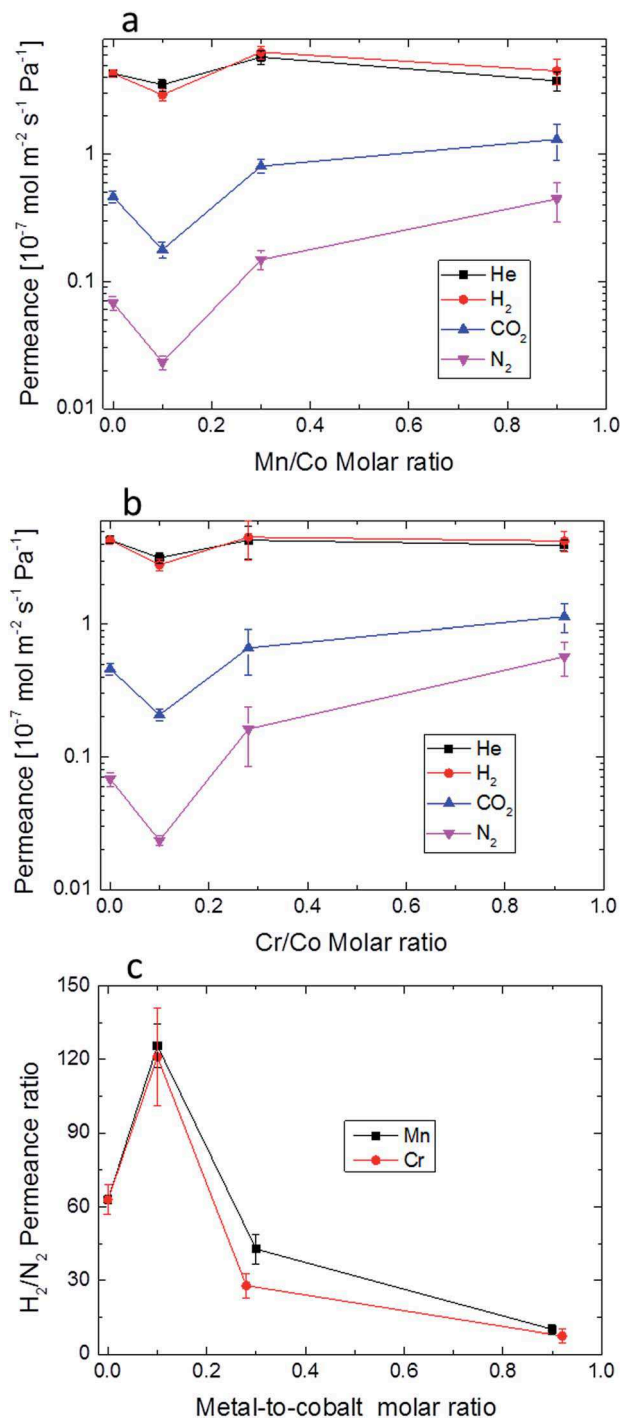 a
Permeance [10⁻⁷ mol m⁻² s⁻¹ Pa⁻¹]
1
0.1
0.01
He
H₂
CO₂
N₂
0.0 0.2 0.4 0.6 0.8 1.0
Mn/Co Molar ratio
b
Permeance [10⁻⁷ mol m⁻² s⁻¹ Pa⁻¹]
1
0.1
0.01
He
H₂
CO₂
N₂
0.0 0.2 0.4 0.6 0.8 1.0
Cr/Co Molar ratio
c
H₂/N₂ Permeance ratio
150
120
90
60
30
0
Mn
Cr
0.0 0.2 0.4 0.6 0.8 1.0
Metal-to-cobalt molar ratio